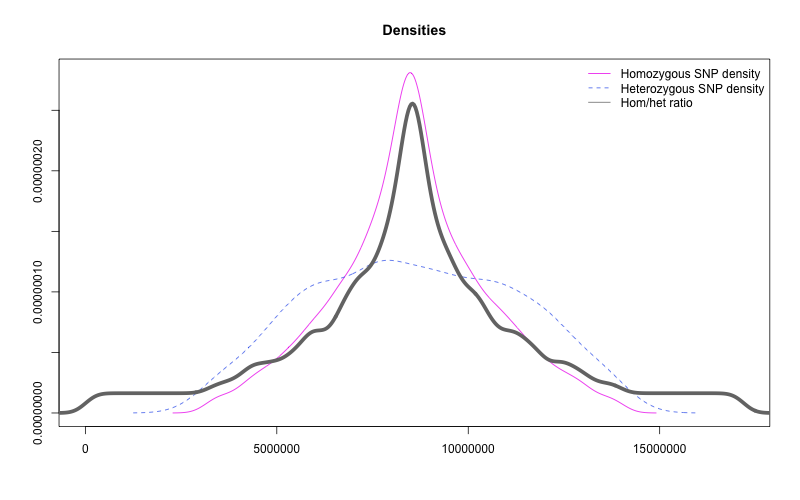 Densities
Homozygous SNP density
Heterozygous SNP density
Hom/het ratio
0.00000020
0.00000010
0.00000000
0
5000000
10000000
15000000